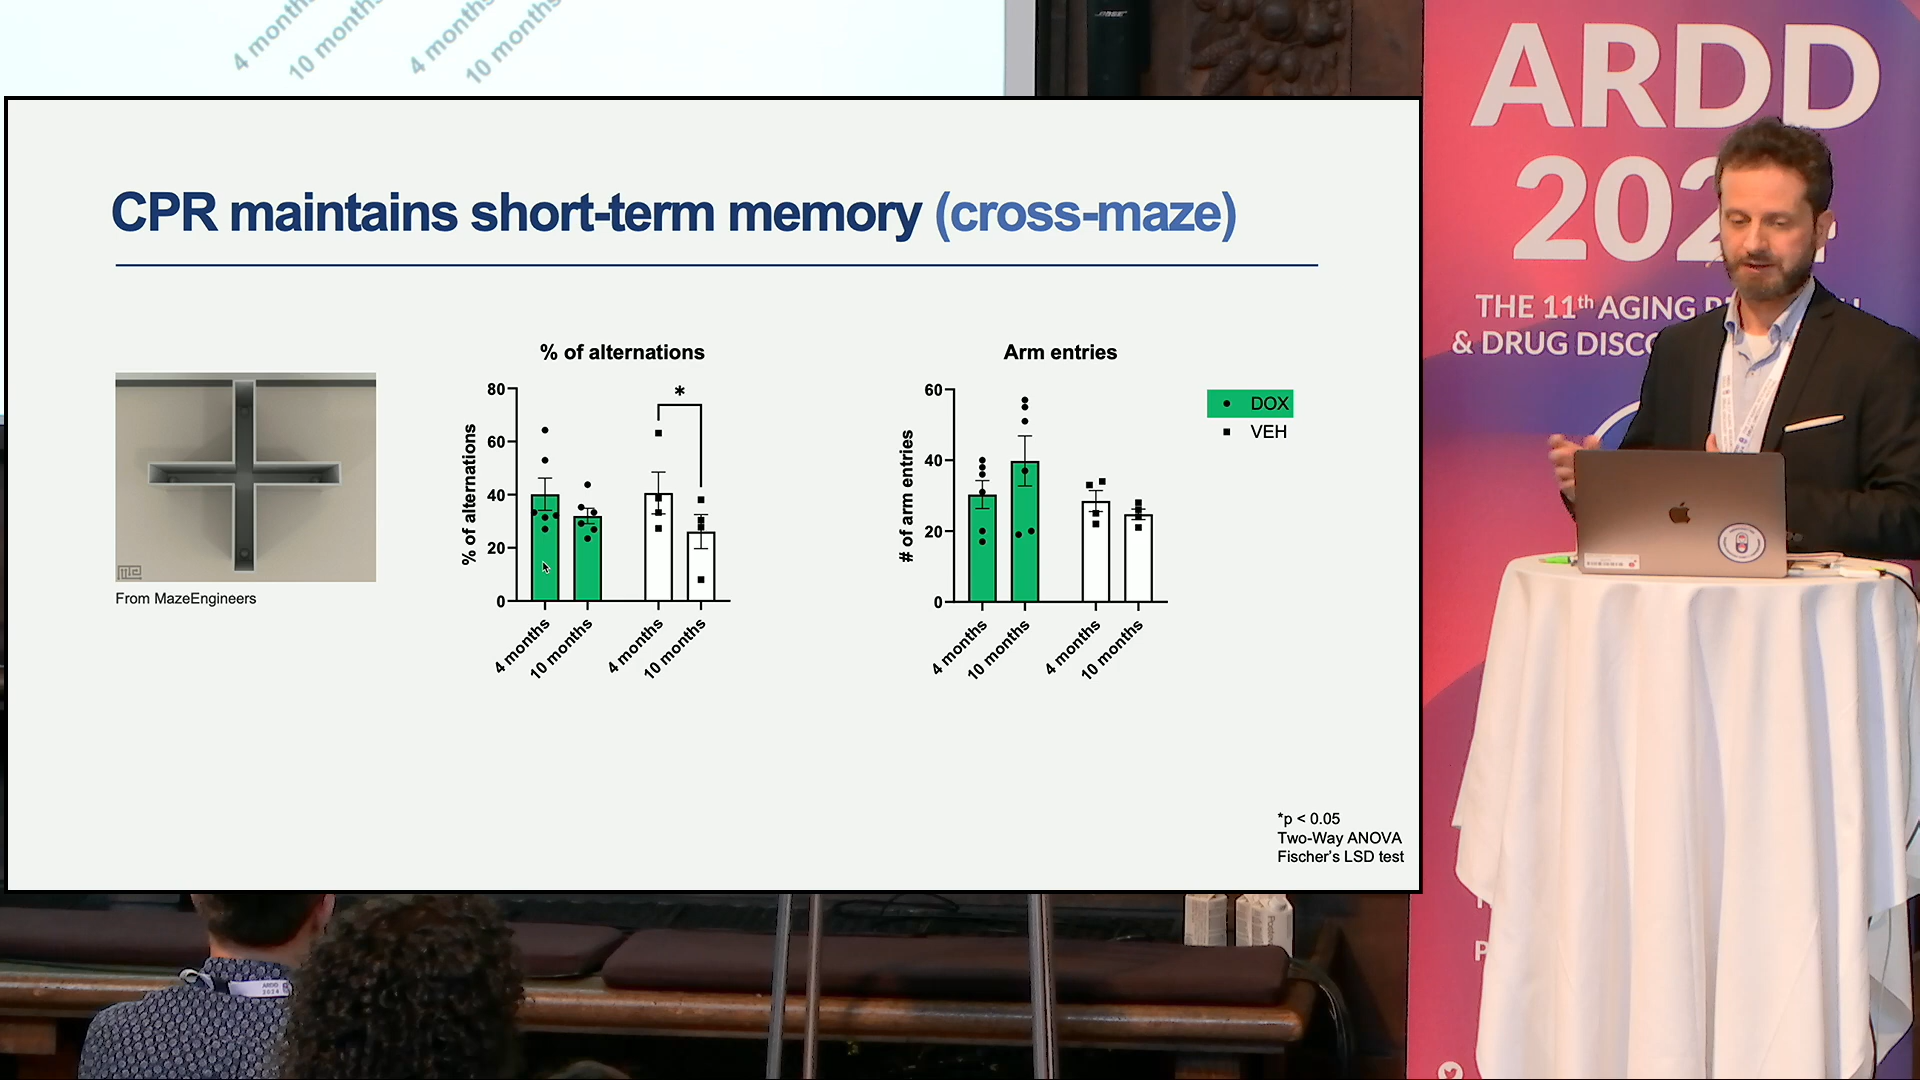 4 months
10 months
4 months
10 months
BOSE
ARDD
THE 11th AGING
& DRUG
CPR maintains short-term memory (cross-maze)
From MazeEngineers
% of alternations
% of alternations
80
60
40
20
0
*
4 months
10 months
4 months
10 months
Arm entries
# of arm entries
60
40
20
0
4 months
10 months
4 months
10 months
DOX
VEH
*p < 0.05
Two-Way ANOVA
Fischer's LSD test
ARDD
2024